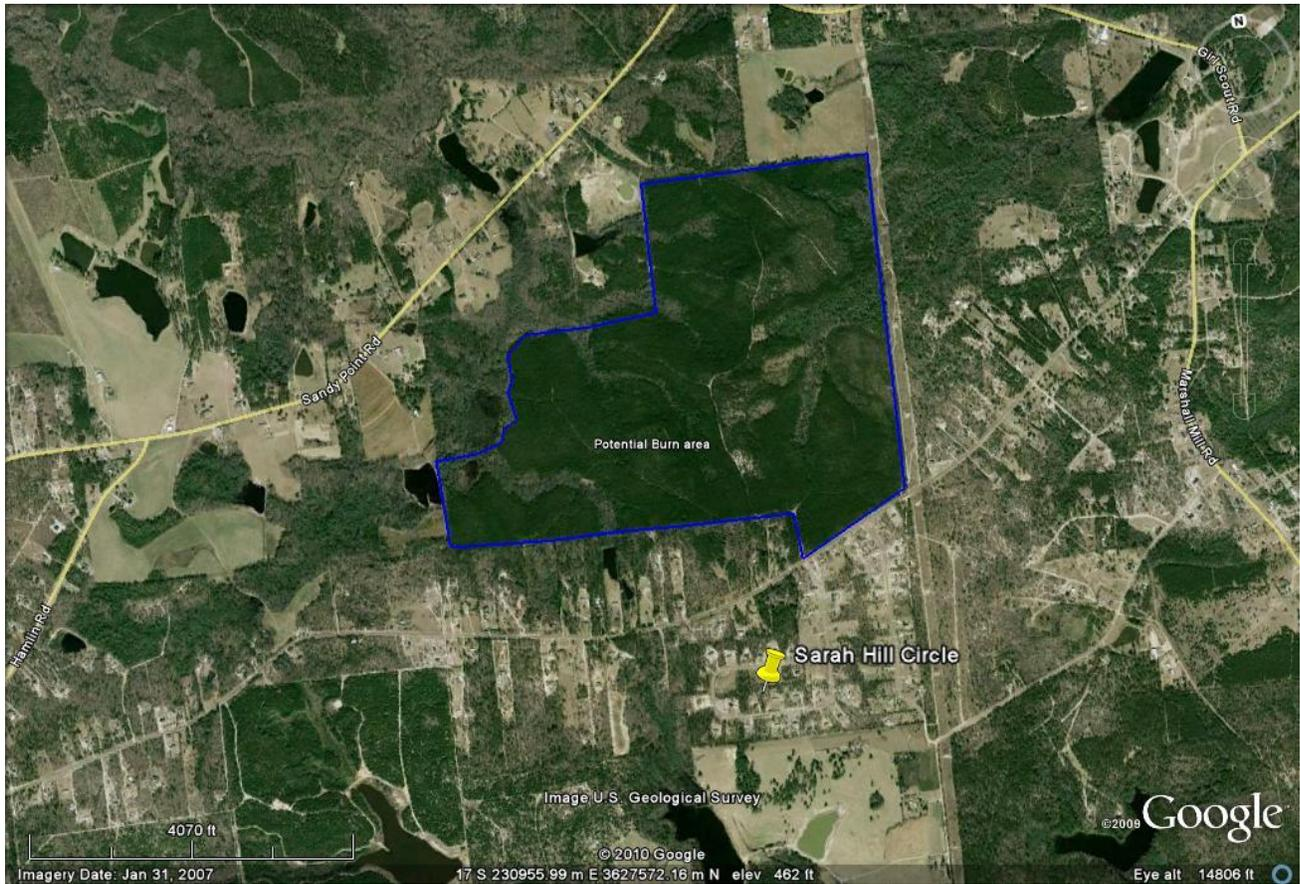 N
Girl Scout Rd
Sandy Point Rd
Marshall Mill Rd
Potential Burn area
Hamlin Rd
Sarah Hill Circle
Image U.S. Geological Survey
4070 ft
©2009 Google
© 2010 Google
Imagery Date: Jan 31, 2007
17 S 230955.99 m E 3627572.16 m N elev 462 ft
Eye alt 14806 ft